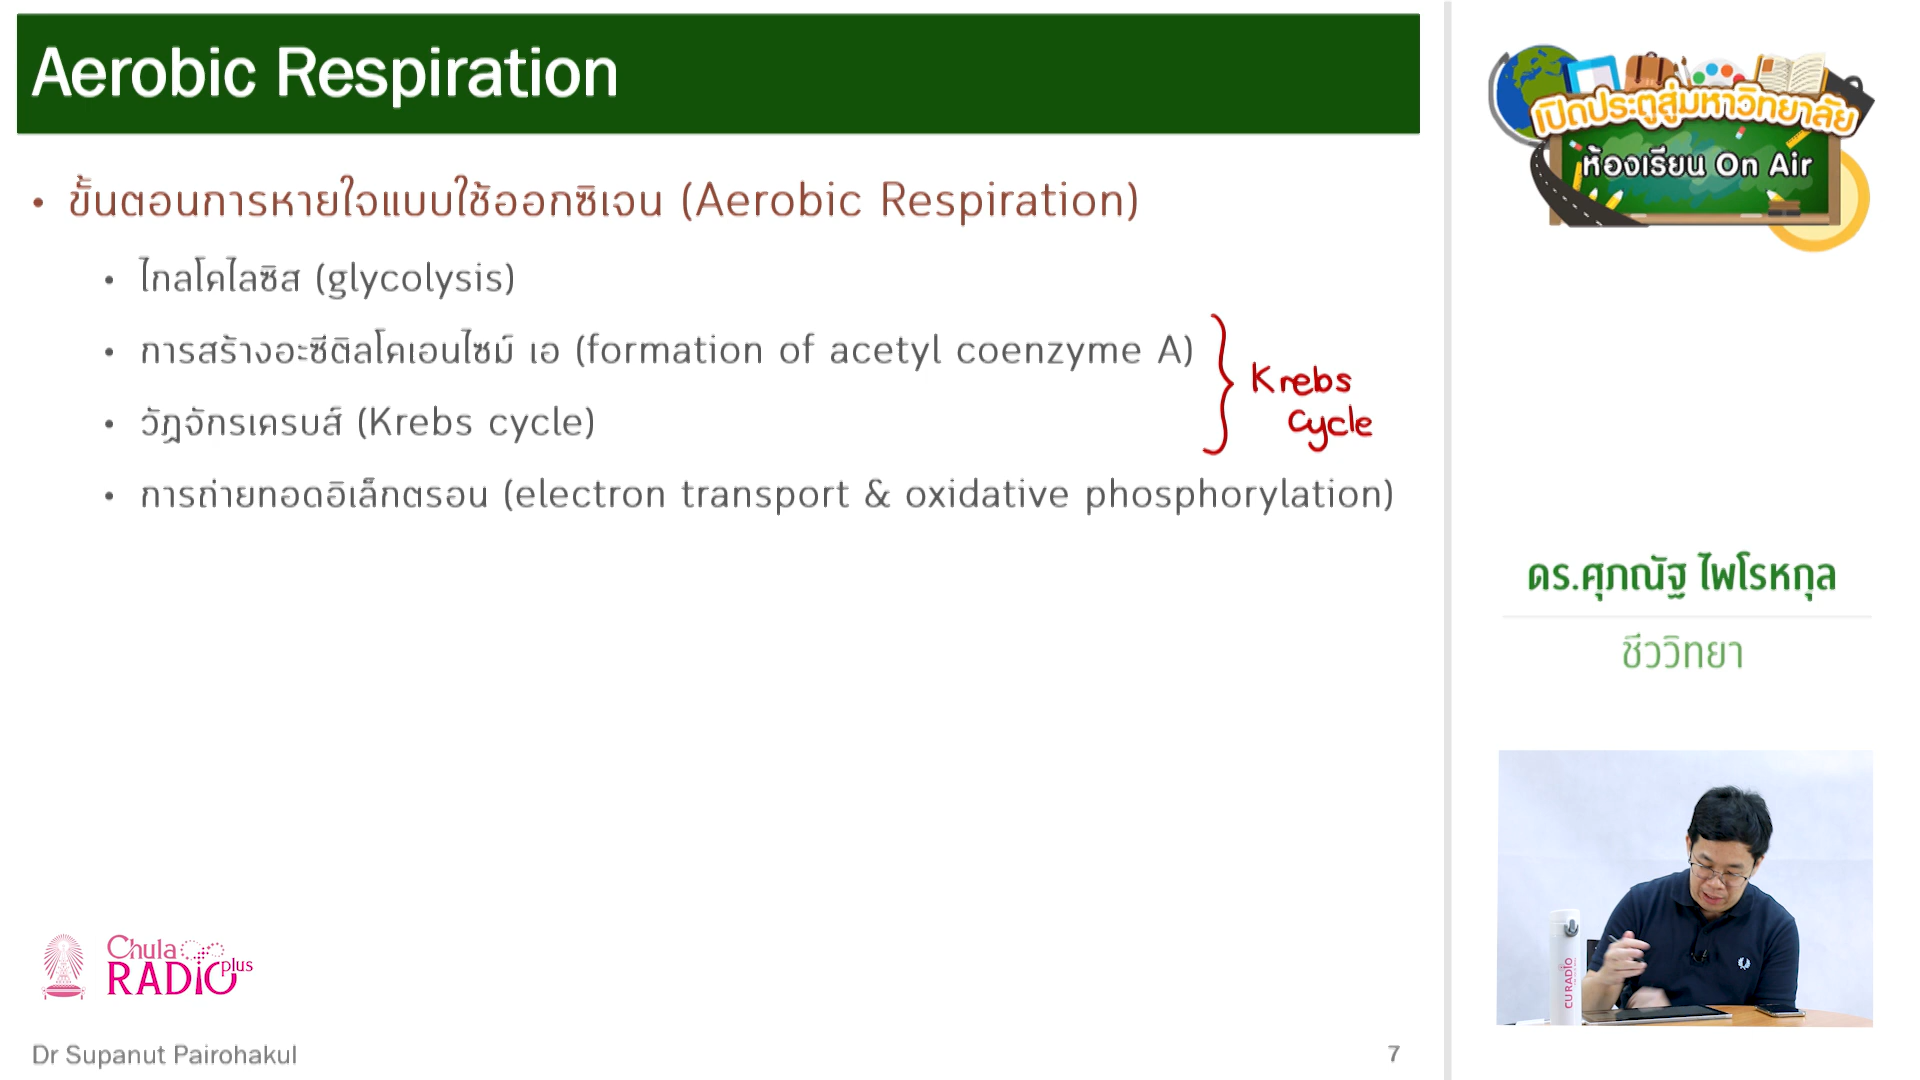 Aerobic Respiration
• ขั้นตอนการหายใจแบบใช้ออกซิเจน (Aerobic Respiration)
• ไกลโคไลซิส (glycolysis)
• การสร้างอะซีติลโคเอนไซม์ เอ (formation of acetyl coenzyme A)
• วัฏจักรเครบส์ (Krebs cycle)
• การถ่ายทอดอิเล็กตรอน (electron transport & oxidative phosphorylation)
Krebs
Cycle
Chula
RADIO plus
Dr Supanut Pairohakul
7
เปิดประตูสู่มหาวิทยาลัย
ห้องเรียน On Air
ดร.ศุภณัฐ ไพโรหกุล
ชีววิทยา
CU RADIO